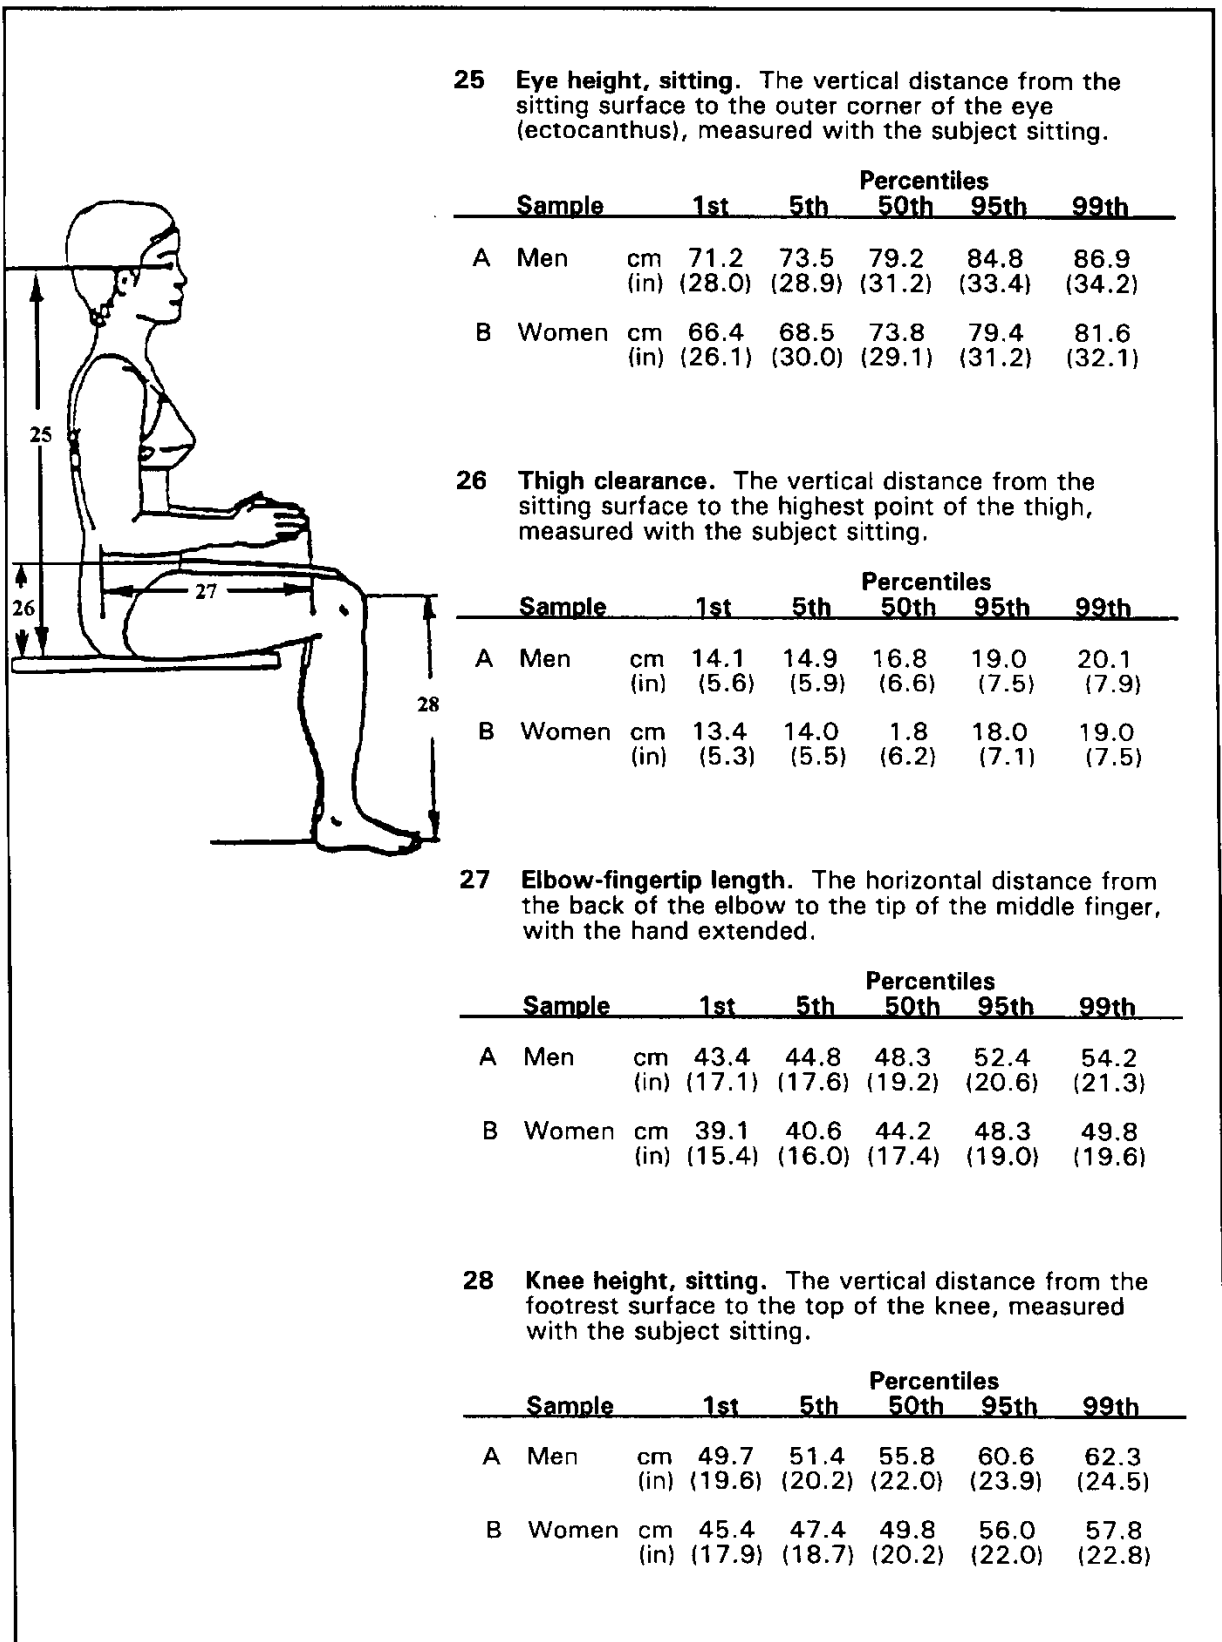 25 Eye height, sitting. The vertical distance from the
sitting surface to the outer corner of the eye
(ectocanthus), measured with the subject sitting.
Percentiles
Sample 1st 5th 50th 95th 99th
A Men cm 71.2 73.5 79.2 84.8 86.9
(in) (28.0) (28.9) (31.2) (33.4) (34.2)
B Women cm 66.4 68.5 73.8 79.4 81.6
(in) (26.1) (30.0) (29.1) (31.2) (32.1)
25
26 Thigh clearance. The vertical distance from the
sitting surface to the highest point of the thigh,
measured with the subject sitting.
27
26
28
Percentiles
Sample 1st 5th 50th 95th 99th
A Men cm 14.1 14.9 16.8 19.0 20.1
(in) (5.6) (5.9) (6.6) (7.5) (7.9)
B Women cm 13.4 14.0 1.8 18.0 19.0
(in) (5.3) (5.5) (6.2) (7.1) (7.5)
27 Elbow-fingertip length. The horizontal distance from
the back of the elbow to the tip of the middle finger,
with the hand extended.
Percentiles
Sample 1st 5th 50th 95th 99th
A Men cm 43.4 44.8 48.3 52.4 54.2
(in) (17.1) (17.6) (19.2) (20.6) (21.3)
B Women cm 39.1 40.6 44.2 48.3 49.8
(in) (15.4) (16.0) (17.4) (19.0) (19.6)
28 Knee height, sitting. The vertical distance from the
footrest surface to the top of the knee, measured
with the subject sitting.
Percentiles
Sample 1st 5th 50th 95th 99th
A Men cm 49.7 51.4 55.8 60.6 62.3
(in) (19.6) (20.2) (22.0) (23.9) (24.5)
B Women cm 45.4 47.4 49.8 56.0 57.8
(in) (17.9) (18.7) (20.2) (22.0) (22.8)